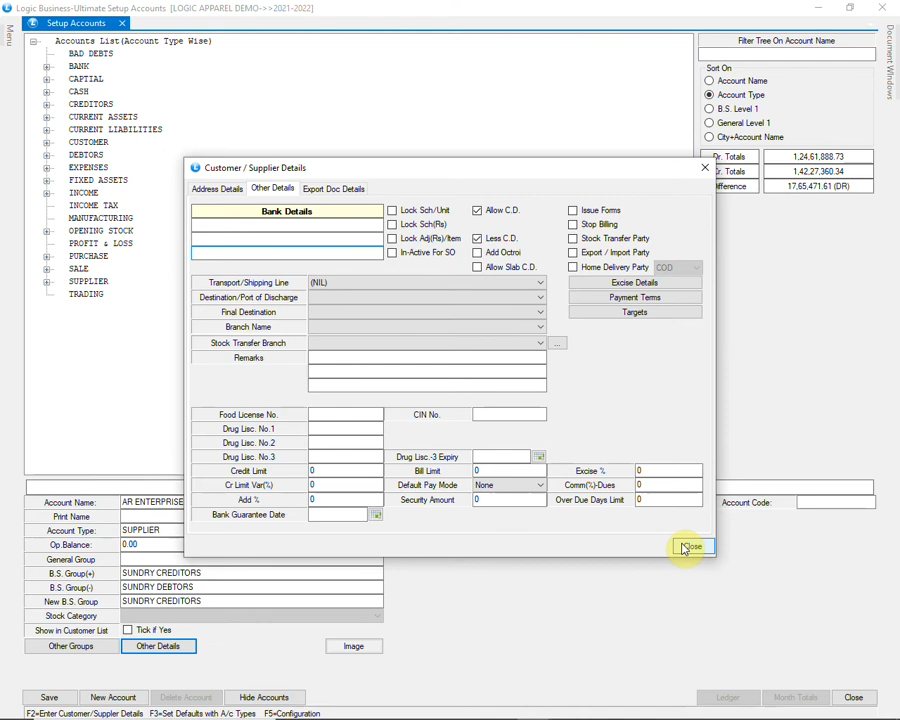 Logic Business-Ultimate Setup Accounts [LOGIC APPAREL DEMO->>2021-2022]
Menu
Setup Accounts
Document Windows
Accounts List(Account Type Wise)
BAD DEBTS
BANK
CAPTIAL
CASH
CREDITORS
CURRENT ASSETS
CURRENT LIABILITIES
CUSTOMER
DEBTORS
EXPENSES
FIXED ASSETS
INCOME
INCOME TAX
MANUFACTURING
OPENING STOCK
PROFIT & LOSS
PURCHASE
SALE
SUPPLIER
TRADING
Filter Tree On Account Name
Sort On
Account Name
Account Type
B.S. Level 1
General Level 1
City+Account Name
Dr. Totals 1,24,61,888.73
Cr. Totals 1,42,27,360.34
Difference 17,65,471.61 (DR)
Customer / Supplier Details
Address Details Other Details Export Doc Details
Bank Details
Lock Sch/Unit Allow C.D. Issue Forms
Lock Sch(Rs) Stop Billing
Lock Adj(Rs)/Item Less C.D. Stock Transfer Party
In-Active For SO Add Octroi Export / Import Party
Allow Slab C.D. Home Delivery Party COD
Transport/Shipping Line (NIL) Excise Details
Destination/Port of Discharge Payment Terms
Final Destination Targets
Branch Name
Stock Transfer Branch ...
Remarks
Food License No. CIN No.
Drug Lisc. No.1
Drug Lisc. No.2
Drug Lisc. No.3 Drug Lisc.-3 Expiry
Credit Limit 0 Bill Limit 0 Excise % 0
Cr Limit Var(%) 0 Default Pay Mode None Comm(%)-Dues 0
Add % 0 Security Amount 0 Over Due Days Limit 0
Bank Guarantee Date
Close
Account Name: AR ENTERPRISE Account Code:
Print Name
Account Type: SUPPLIER
Op.Balance: 0.00
General Group
B.S. Group(+) SUNDRY CREDITORS
B.S. Group(-) SUNDRY DEBTORS
New B.S. Group SUNDRY CREDITORS
Stock Category
Show in Customer List Tick if Yes
Other Groups Other Details Image
Save New Account Delete Account Hide Accounts Ledger Month Totals Close
F2=Enter Customer/Suppler Details F3=Set Defaults with A/c Types F5=Configuration